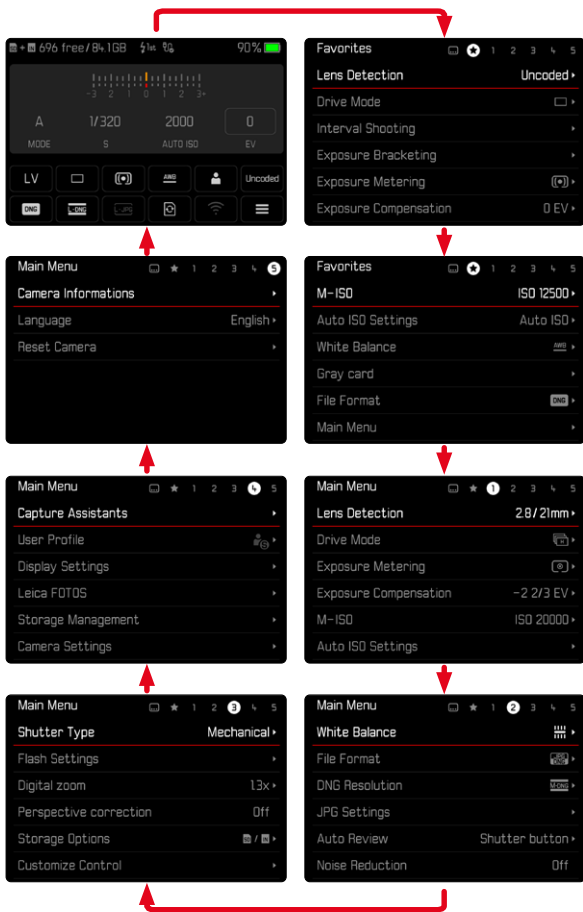 696 free/84.1GB 1st 90%
-3 2 1 0 1 2 3+
A 1/320 2000 0
MODE S AUTO ISO EV
LV AWB Uncoded
DNG L-DNG L-JPG
Favorites 1 2 3 4 5
Lens Detection Uncoded
Drive Mode
Interval Shooting
Exposure Bracketing
Exposure Metering
Exposure Compensation 0 EV
Main Menu 1 2 3 4 5
Camera Informations
Language English
Reset Camera
Favorites 1 2 3 4 5
M-ISO ISO 12500
Auto ISO Settings Auto ISO
White Balance AWB
Gray card
File Format DNG
Main Menu
Main Menu 1 2 3 4 5
Capture Assistants
User Profile
Display Settings
Leica FOTOS
Storage Management
Camera Settings
Main Menu 1 2 3 4 5
Lens Detection 2.8/21mm
Drive Mode
Exposure Metering
Exposure Compensation -2 2/3 EV
M-ISO ISO 20000
Auto ISO Settings
Main Menu 1 2 3 4 5
Shutter Type Mechanical
Flash Settings
Digital zoom 1.3x
Perspective correction Off
Storage Options /
Customize Control
Main Menu 1 2 3 4 5
White Balance
File Format JPG DNG
DNG Resolution M-DNG
JPG Settings
Auto Review Shutter button
Noise Reduction Off